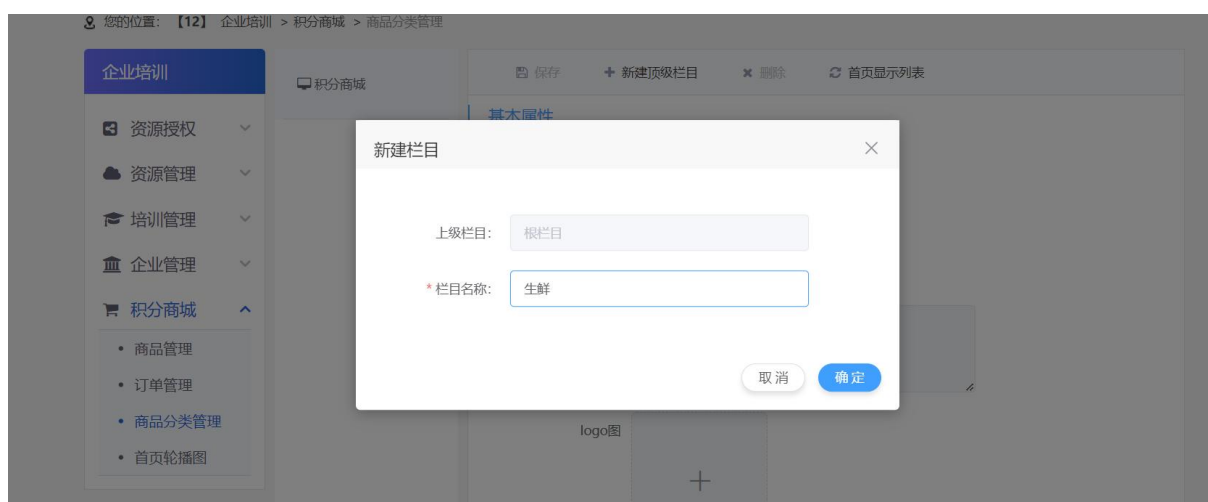 您的位置：【12】 企业培训 > 积分商城 > 商品分类管理
企业培训
资源授权
资源管理
培训管理
企业管理
积分商城
• 商品管理
• 订单管理
• 商品分类管理
• 首页轮播图
积分商城
保存 新建顶级栏目 删除 首页显示列表
基本属性
新建栏目
上级栏目： 根栏目
* 栏目名称： 生鲜
取消 确定
logo图